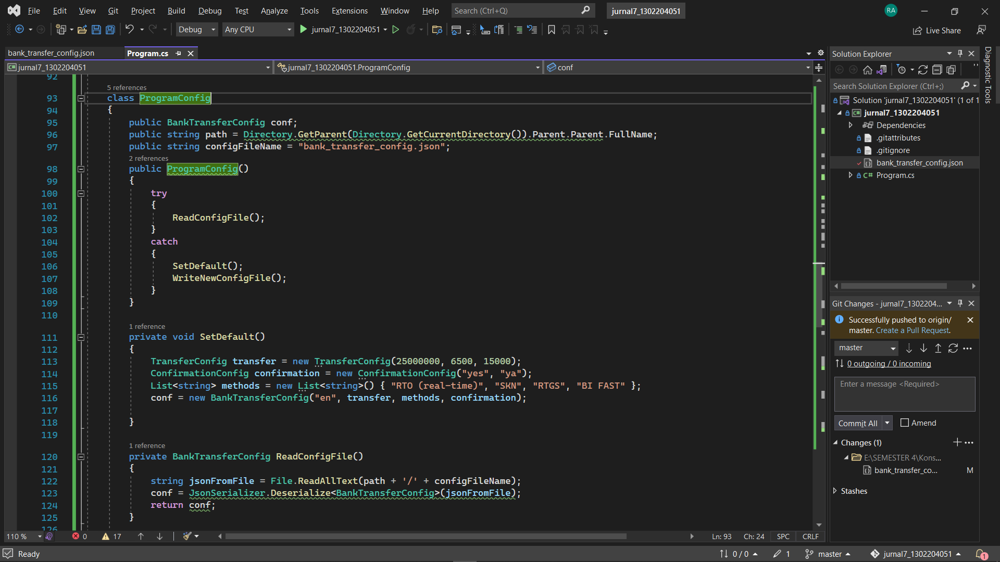 File Edit View Git Project Build Debug Test Analyze Tools Extensions Window Help Search (Ctrl+Q) jurnal7_1302204051 RA
Debug Any CPU jurnal7_1302204051 Live Share
bank_transfer_config.json Program.cs
jurnal7_1302204051 jurnal7_1302204051.ProgramConfig conf
92
5 references
93 class ProgramConfig
94 {
95 public BankTransferConfig conf;
96 public string path = Directory.GetParent(Directory.GetCurrentDirectory()).Parent.Parent.FullName;
97 public string configFileName = "bank_transfer_config.json";
2 references
98 public ProgramConfig()
99 {
100 try
101 {
102 ReadConfigFile();
103 }
104 catch
105 {
106 SetDefault();
107 WriteNewConfigFile();
108 }
109 }
110
1 reference
111 private void SetDefault()
112 {
113 TransferConfig transfer = new TransferConfig(25000000, 6500, 15000);
114 ConfirmationConfig confirmation = new ConfirmationConfig("yes", "ya");
115 List<string> methods = new List<string>() { "RTO (real-time)", "SKN", "RTGS", "BI FAST" };
116 conf = new BankTransferConfig("en", transfer, methods, confirmation);
117
118 }
119
1 reference
120 private BankTransferConfig ReadConfigFile()
121 {
122 string jsonFromFile = File.ReadAllText(path + '/' + configFileName);
123 conf = JsonSerializer.Deserialize<BankTransferConfig>(jsonFromFile);
124 return conf;
125 }
126
110 % 0 17 Ln: 93 Ch: 24 SPC CRLF
Solution Explorer
Search Solution Explorer (Ctrl+;)
Solution 'jurnal7_1302204051' (1 of 1
jurnal7_1302204051
Dependencies
.gitattributes
.gitignore
bank_transfer_config.json
C# Program.cs
Git Changes - jurnal7_1302204...
Successfully pushed to origin/
master. Create a Pull Request.
master
0 outgoing / 0 incoming
Enter a message <Required>
Commit All Amend
Changes (1)
E:\SEMESTER 4\Kons...
bank_transfer_co... M
Stashes
Diagnostic Tools
Ready 0 / 0 1 master jurnal7_1302204051 1